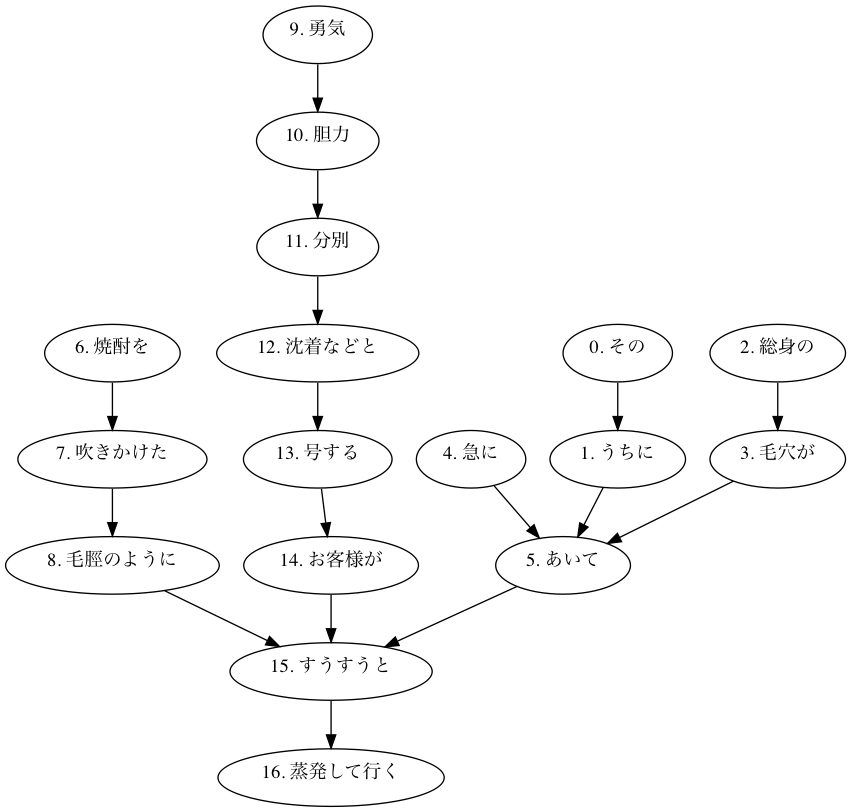 9. 勇気
10. 胆力
11. 分別
6. 焼酎を
12. 沈着などと
0. その
2. 総身の
7. 吹きかけた
13. 号する
4. 急に
1. うちに
3. 毛穴が
8. 毛脛のように
14. お客様が
5. あいて
15. すうすうと
16. 蒸発して行く